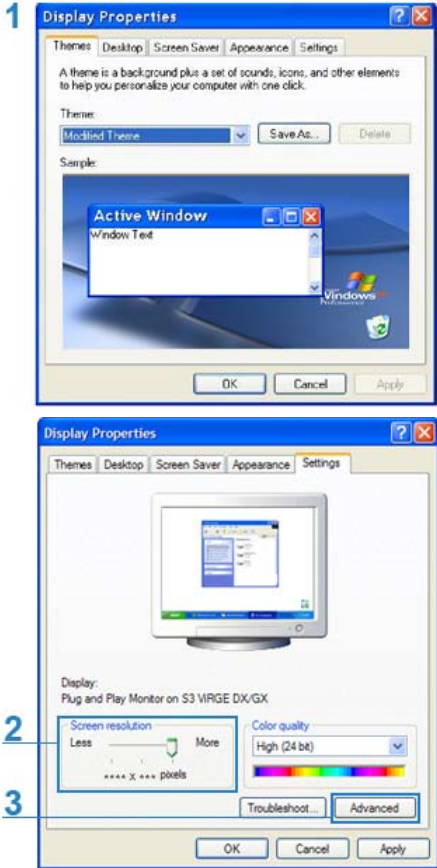 1
Display Properties
Themes Desktop Screen Saver Appearance Settings
A theme is a background plus a set of sounds, icons, and other elements
to help you personalize your computer with one click.
Theme:
Modified Theme Save As... Delete
Sample:
Active Window
Window Text
Windows
OK Cancel Apply
Display Properties
Themes Desktop Screen Saver Appearance Settings
Display:
Plug and Play Monitor on S3 VIRGE DX/GX
2
Screen resolution Color quality
Less More High (24 bit)
**** X *** pixels
3
Troubleshoot... Advanced
OK Cancel Apply